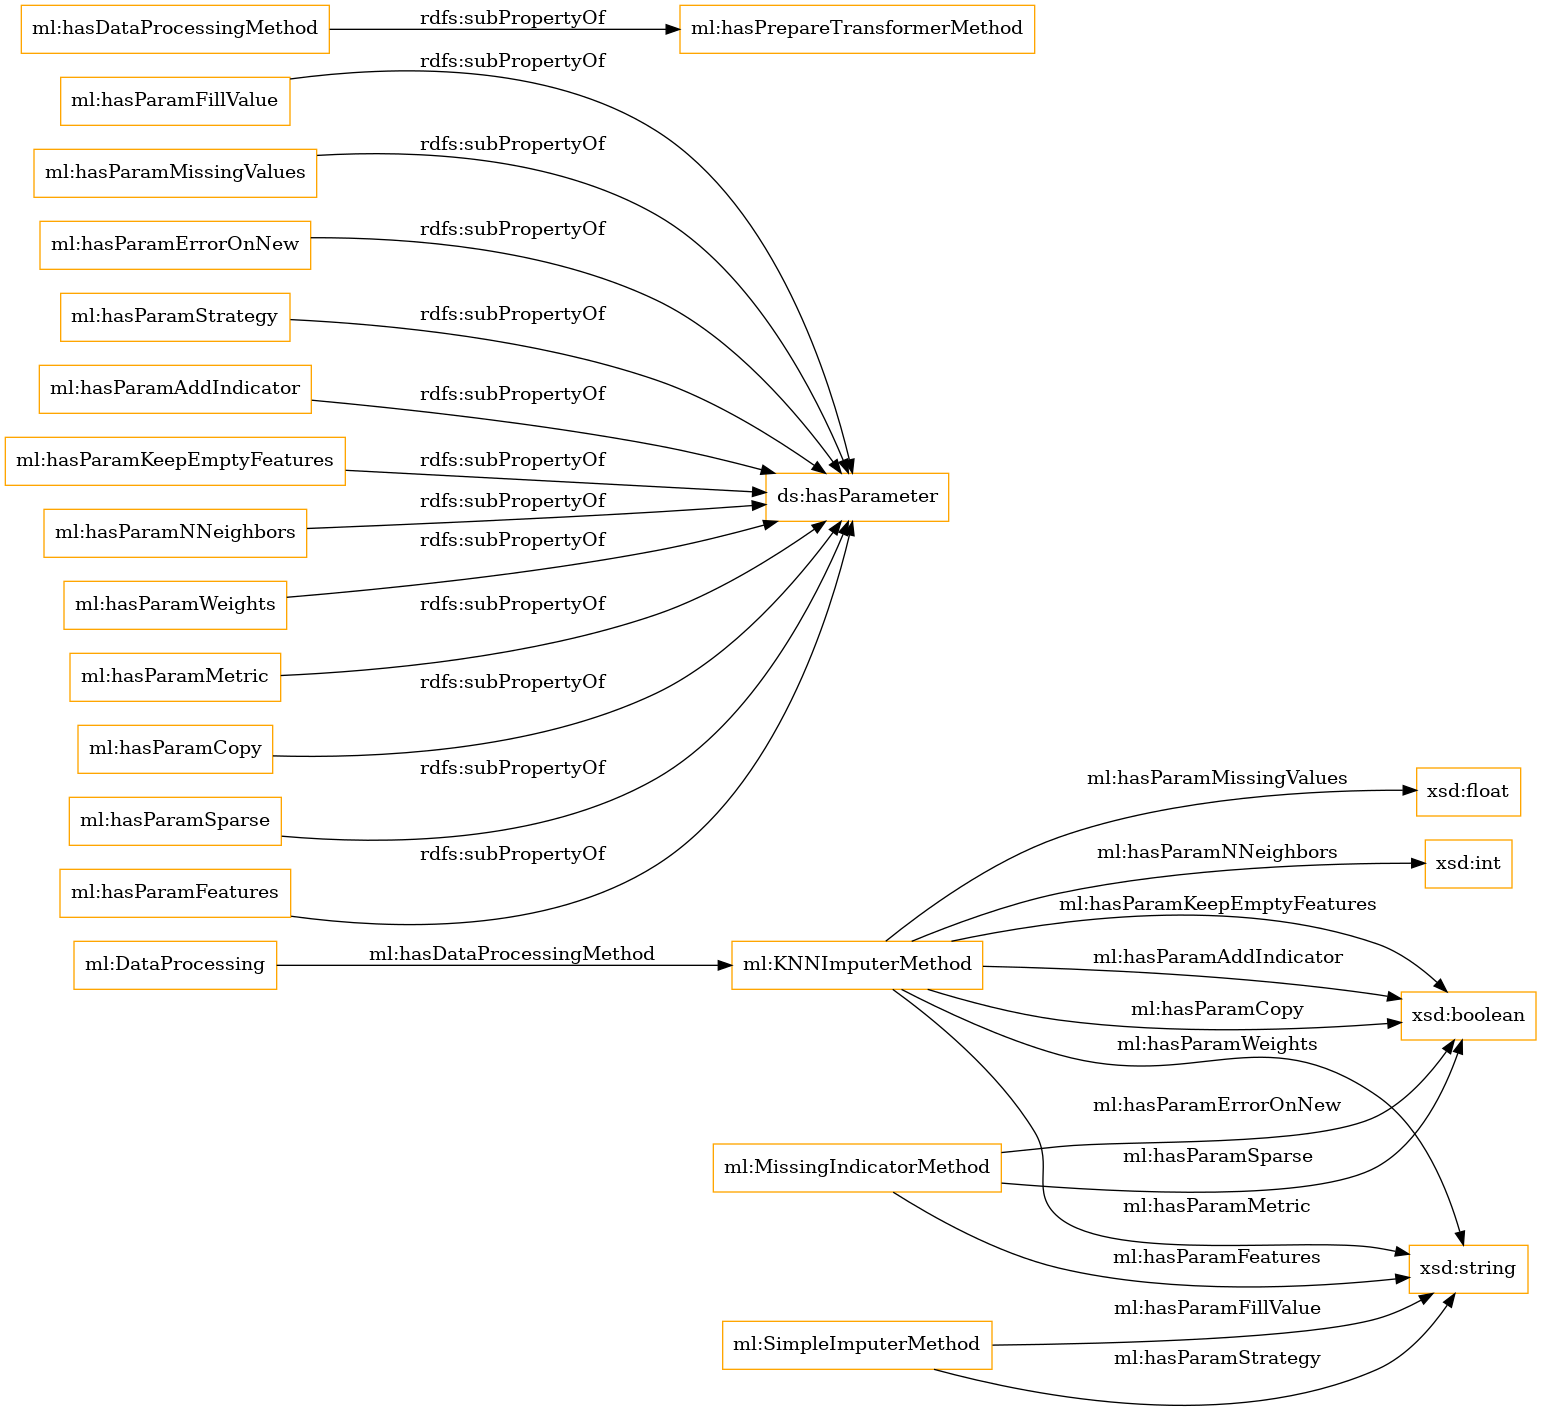 ml:hasDataProcessingMethod
rdfs:subPropertyOf
ml:hasPrepareTransformerMethod
rdfs:subPropertyOf
ml:hasParamFillValue
rdfs:subPropertyOf
ml:hasParamMissingValues
rdfs:subPropertyOf
ml:hasParamErrorOnNew
rdfs:subPropertyOf
ml:hasParamStrategy
rdfs:subPropertyOf
ml:hasParamAddIndicator
rdfs:subPropertyOf
ml:hasParamKeepEmptyFeatures
ds:hasParameter
rdfs:subPropertyOf
ml:hasParamNNeighbors
rdfs:subPropertyOf
ml:hasParamWeights
rdfs:subPropertyOf
ml:hasParamMetric
rdfs:subPropertyOf
ml:hasParamCopy
rdfs:subPropertyOf
ml:hasParamSparse
rdfs:subPropertyOf
ml:hasParamFeatures
ml:DataProcessing
ml:hasDataProcessingMethod
ml:KNNImputerMethod
ml:hasParamMissingValues
xsd:float
ml:hasParamNNeighbors
xsd:int
ml:hasParamKeepEmptyFeatures
ml:hasParamAddIndicator
ml:hasParamCopy
xsd:boolean
ml:hasParamWeights
ml:hasParamErrorOnNew
ml:MissingIndicatorMethod
ml:hasParamSparse
ml:hasParamMetric
ml:hasParamFeatures
xsd:string
ml:hasParamFillValue
ml:SimpleImputerMethod
ml:hasParamStrategy